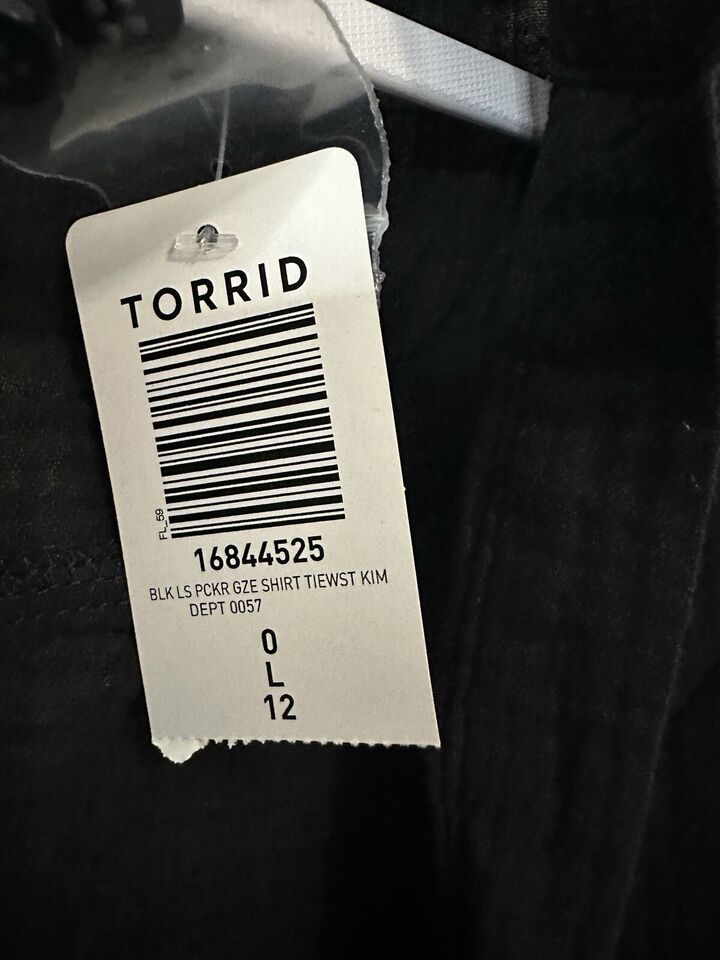 TORRID
FL_59
16844525
BLK LS PCKR GZE SHIRT TIEWST KIM
DEPT 0057
0
L
12